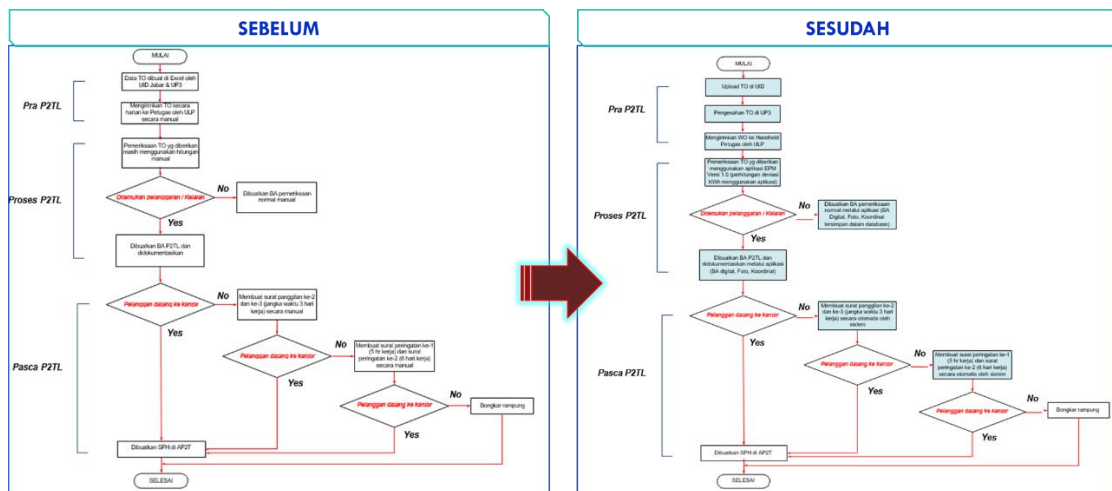 SEBELUM
MULAI
Pra P2TL
Data TO dibuat di Excel oleh
UID Jabar & UP3
Mengirimkan TO secara
harian ke Petugas oleh ULP
secara manual
Proses P2TL
Pemeriksaan TO yg diberikan
masih menggunakan hitungan
manual
Ditemukan pelanggaran / Kelalan
No
Dibuatkan BA pemeriksaan
normal manual
Yes
Dibuatkan BA P2TL dan
didokumentasikan
Pasca P2TL
Pelanggan datang ke kantor
No
Membuat surat panggilan ke-2
dan ke-3 (jangka waktu 3 hari
kerja) secara manual
Yes
Pelanggan datang ke kantor
No
Membuat surat peringatan ke-1
(5 hr kerja) dan surat
peringatan ke-2 (6 hari kerja)
secara manual
Yes
Pelanggan datang ke kantor
No
Bongkar rampung
Yes
Dibuatkan SPH di AP2T
SELESAI
SESUDAH
MULAI
Pra P2TL
Upload TO di UID
Pengesahan TO di UP3
Mengirimkan WO ke Handheld
Petugas oleh ULP
Proses P2TL
Pemeriksaan TO yg diberikan
menggunakan aplikasi EPM
Versi 1.0 (perhitungan deviasi
KWH menggunakan aplikasi)
Ditemukan pelanggaran / Kelalan
No
Dibuatkan BA pemeriksaan
normal melalui aplikasi (BA
Digital, Foto, Koordinat
tersimpan dalam database)
Yes
Dibuatkan BA P2TL dan
didokumentasikan melalui aplikasi
(BA digital, Foto, Koordinat)
Pasca P2TL
Pelanggan datang ke kantor
No
Membuat surat panggilan ke-2
dan ke-3 (jangka waktu 3 hari
kerja) secara otomatis oleh
sistem
Yes
Pelanggan datang ke kantor
No
Membuat surat peringatan ke-1
(5 hr kerja) dan surat
peringatan ke-2 (6 hari kerja)
secara otomatis oleh sistem
Yes
Pelanggan datang ke kantor
No
Bongkar rampung
Yes
Dibuatkan SPH di AP2T
SELESAI